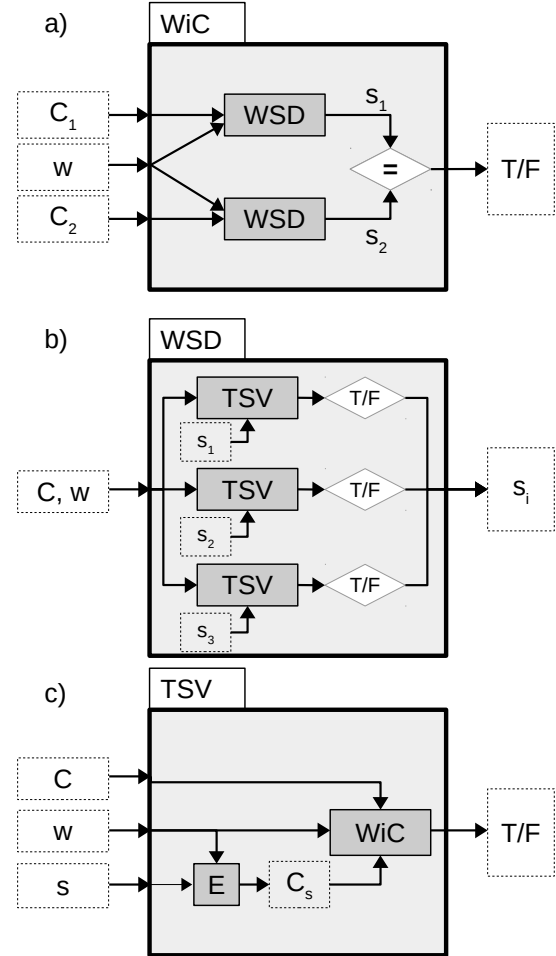 a) WiC
C₁ WSD s₁
w = T/F
C₂ WSD s₂
b) WSD
TSV T/F
s₁
C, w TSV T/F sᵢ
s₂
TSV T/F
s₃
c) TSV
C
w WiC T/F
s E Cₛ